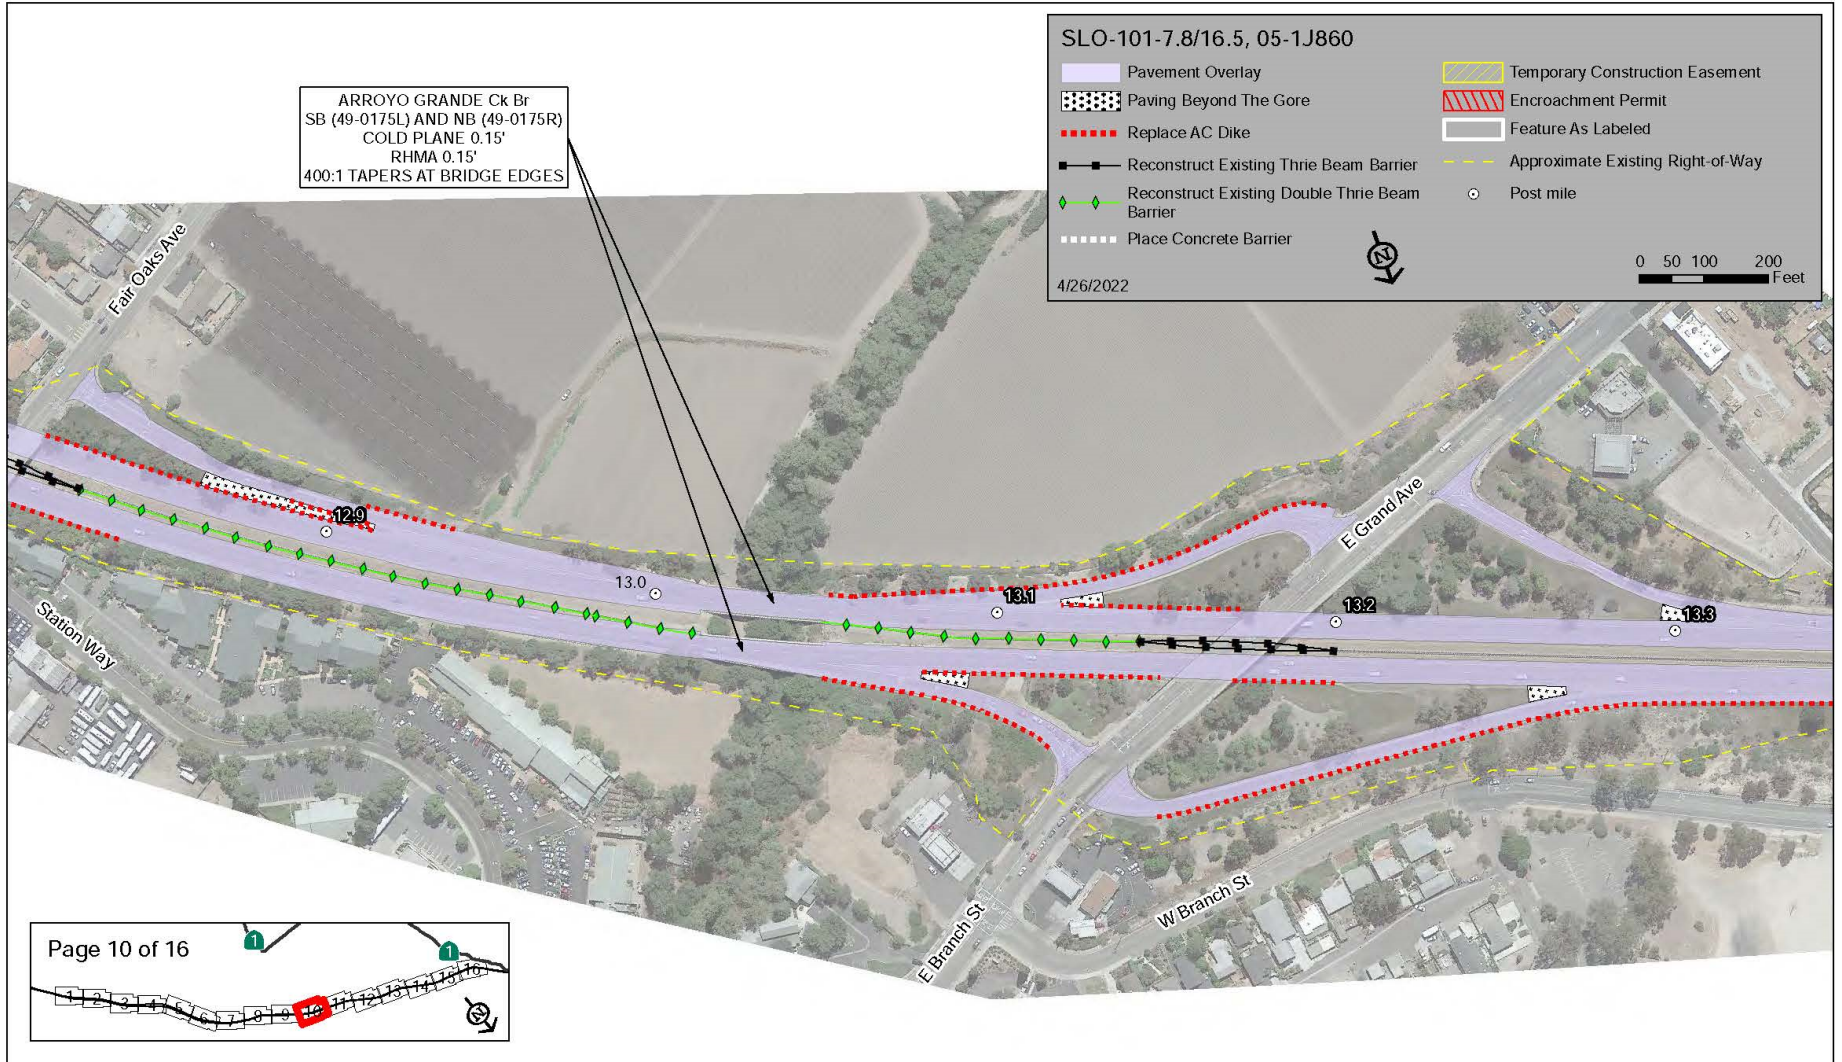 SLO-101-7.8/16.5, 05-1J860
Pavement Overlay
Paving Beyond The Gore
Replace AC Dike
Reconstruct Existing Thrie Beam Barrier
Reconstruct Existing Double Thrie Beam
Barrier
Place Concrete Barrier
4/26/2022
Temporary Construction Easement
Encroachment Permit
Feature As Labeled
Approximate Existing Right-of-Way
Post mile
N
0 50 100 200
Feet
ARROYO GRANDE Ck Br
SB (49-0175L) AND NB (49-0175R)
COLD PLANE 0.15'
RHMA 0.15'
400:1 TAPERS AT BRIDGE EDGES
Fair Oaks Ave
12.9
13.0
13.1
13.2
13.3
E Grand Ave
Station Way
E Branch St
W Branch St
Page 10 of 16
1
1
1 2 3 4 5 6 7 8 9 10 11 12 13 14 15 16
N